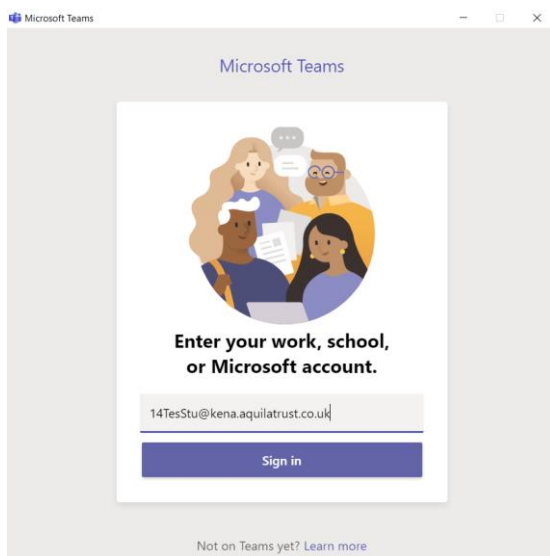 Microsoft Teams
Microsoft Teams
Enter your work, school,
or Microsoft account.
14TesStu@kena.aquilatrust.co.uk
Sign in
Not on Teams yet? Learn more